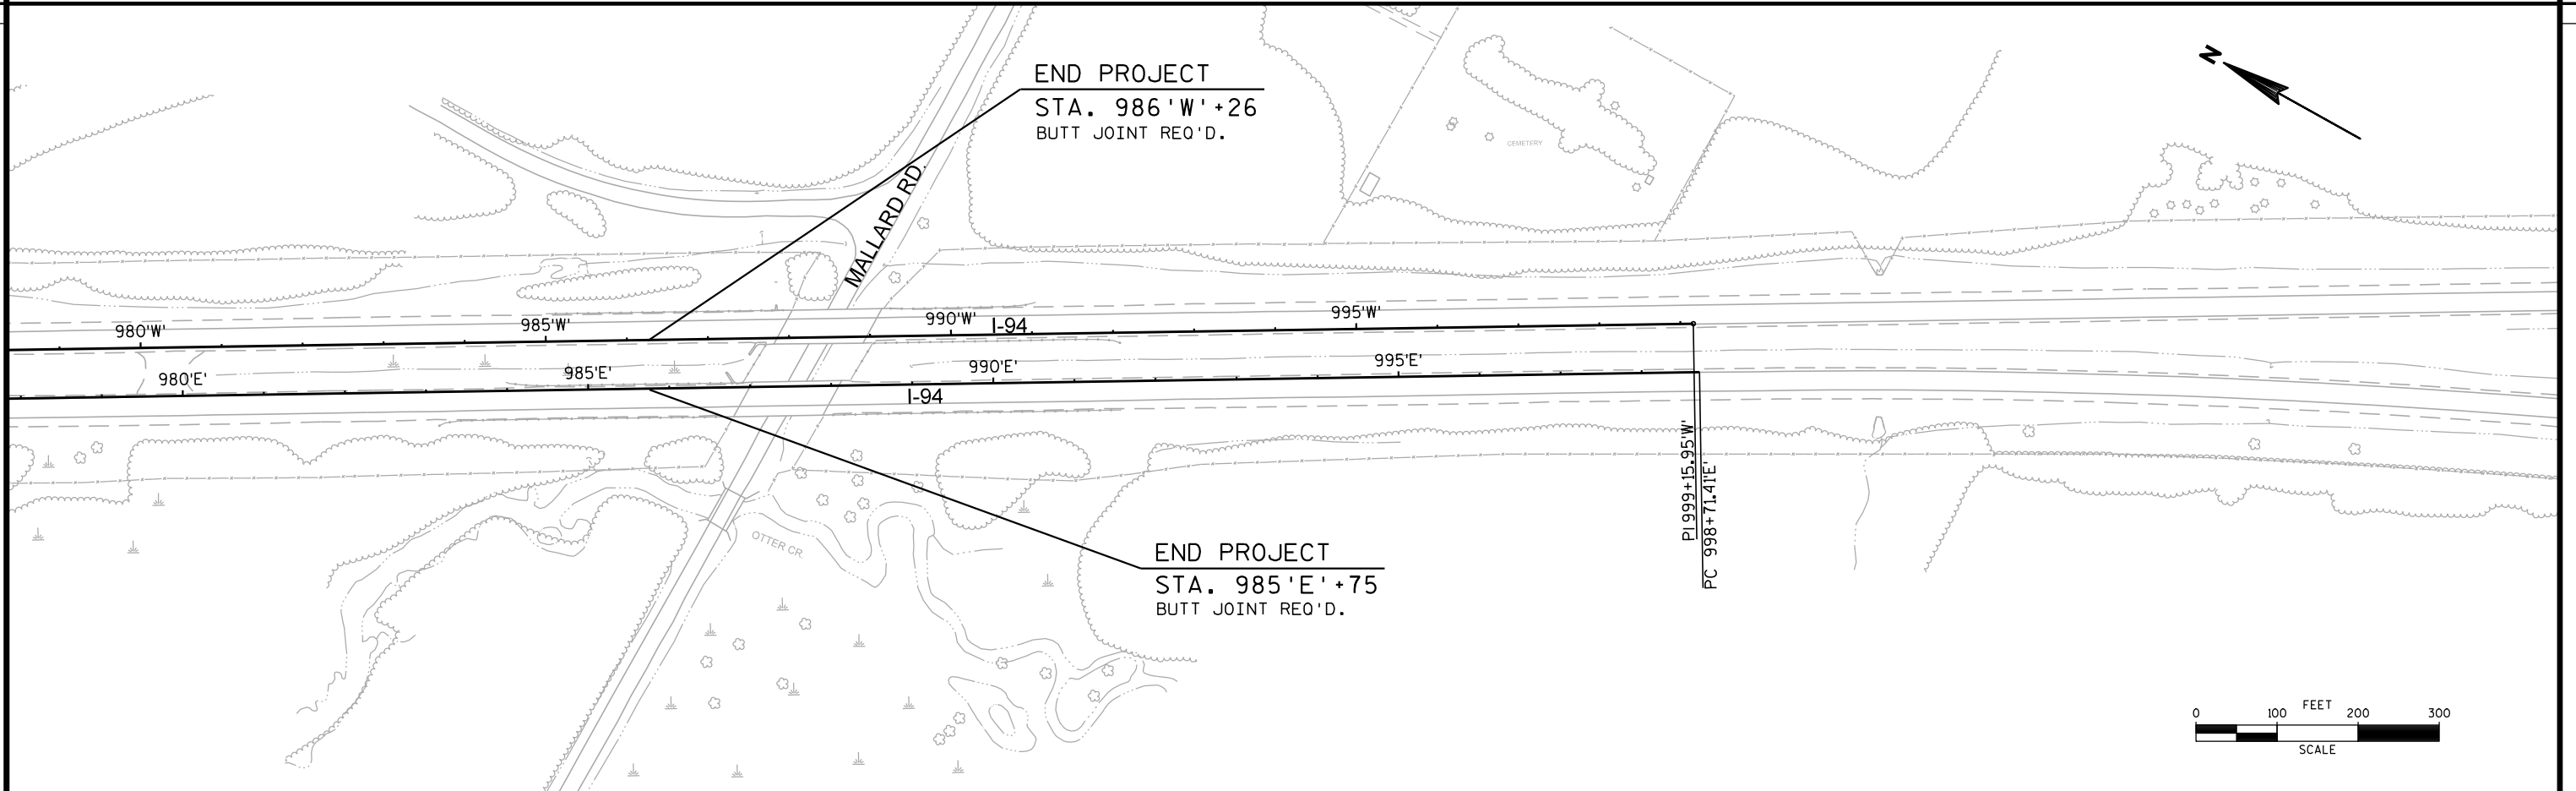 END PROJECT
STA. 986'W'+26
BUTT JOINT REQ'D.
N
CEMETERY
MALLARD RD.
980'W'
985'W'
990'W'
I-94
995'W'
980'E'
985'E'
990'E'
995'E'
I-94
PI 999+15.95'W'
PC 998+71.41'E'
OTTER CR.
END PROJECT
STA. 985'E'+75
BUTT JOINT REQ'D.
FEET
0 100 200 300
SCALE